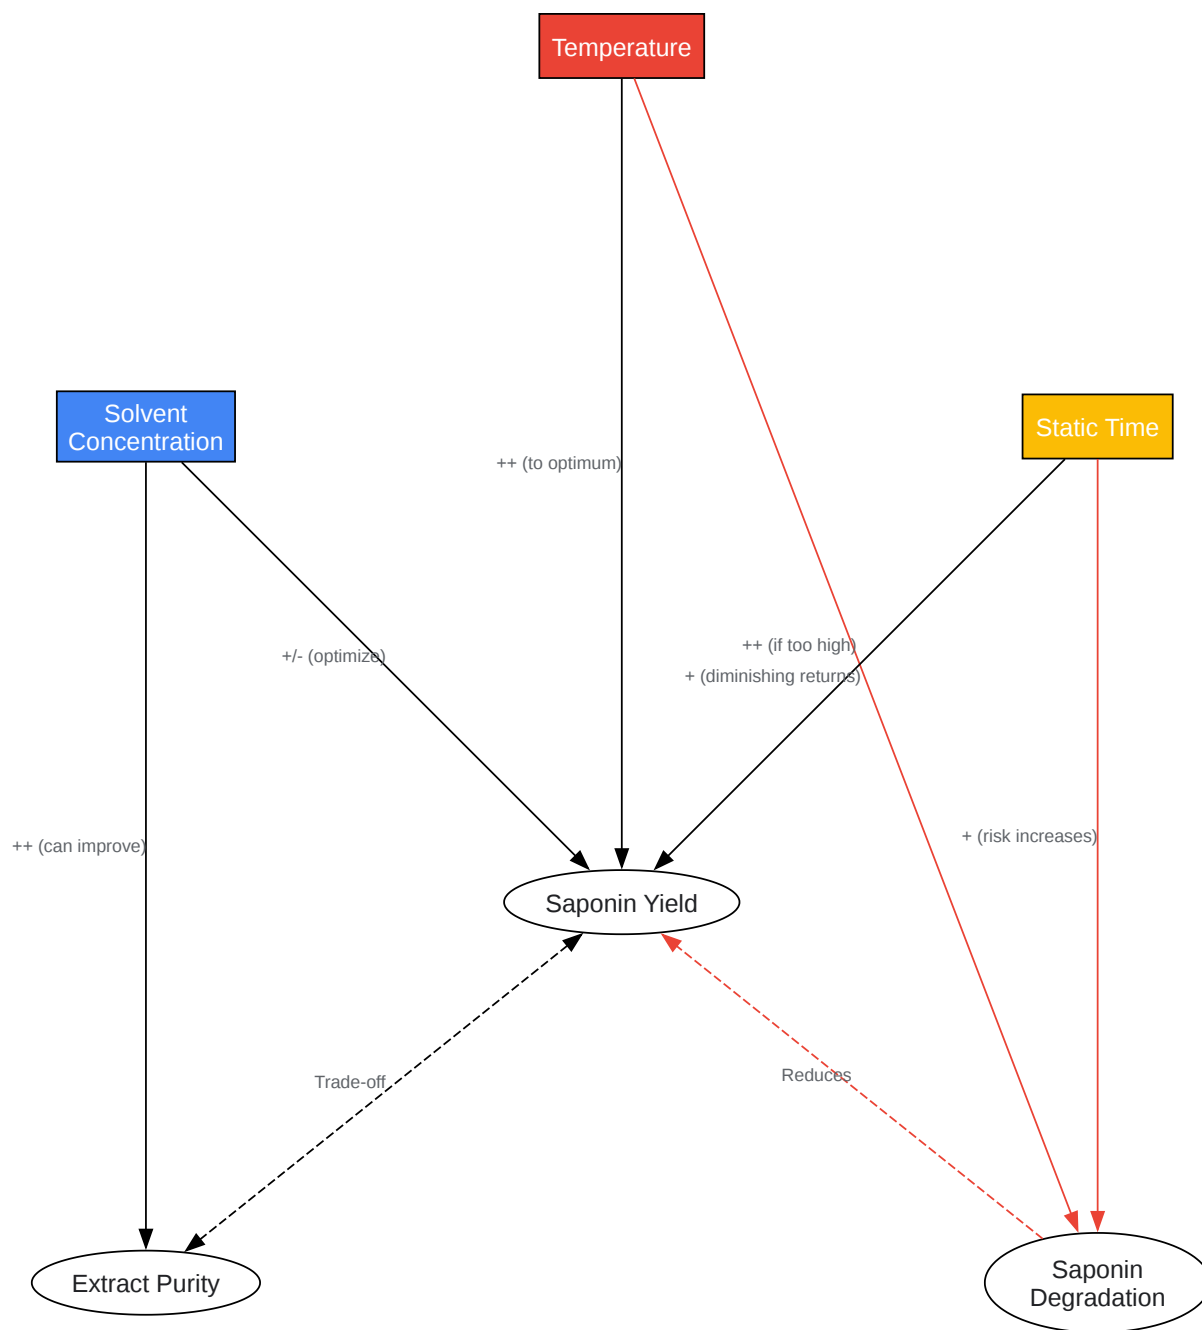 Temperature
Solvent
Concentration
Static Time
++ (to optimum)
++ (if too high)
+/- (optimize)
+ (diminishing returns)
+ (risk increases)
++ (can improve)
Saponin Yield
Reduces
Trade-off
Saponin
Degradation
Extract Purity